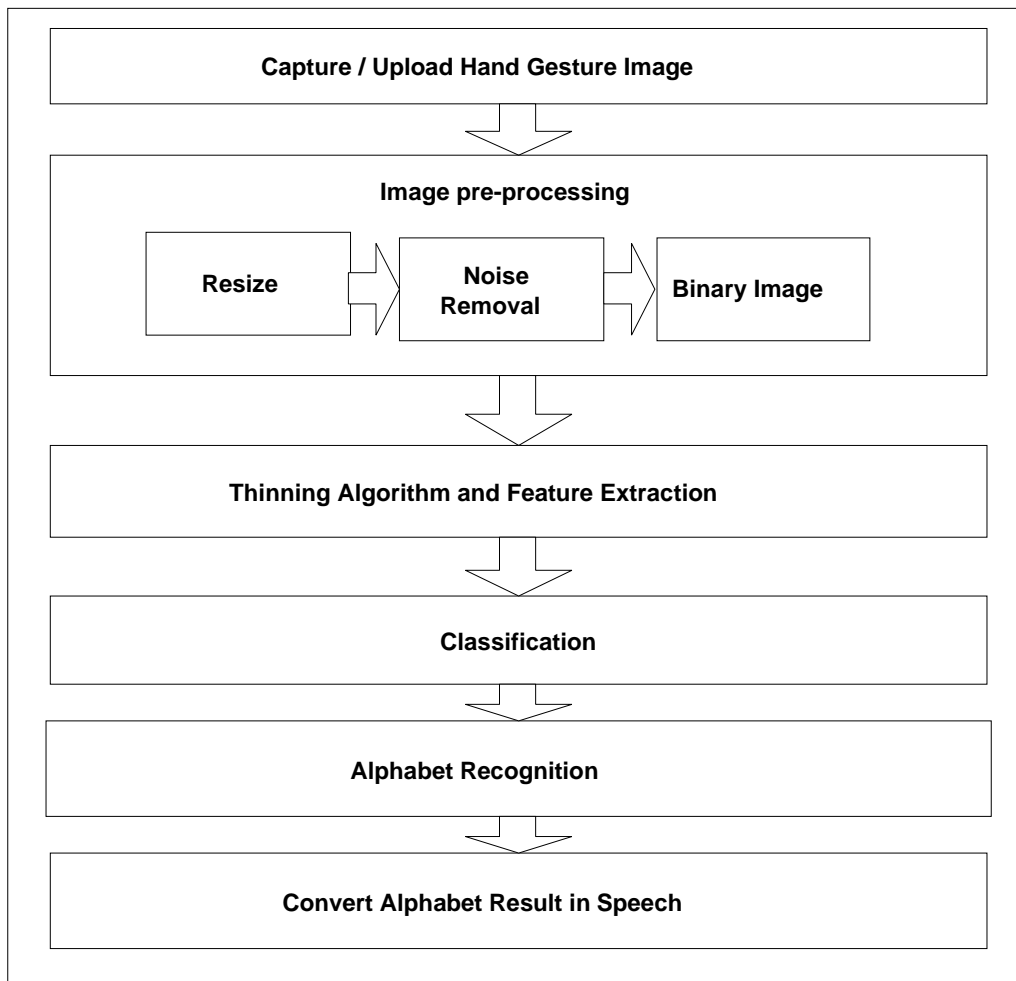 Capture / Upload Hand Gesture Image
Image pre-processing
Resize
Noise
Removal
Binary Image
Thinning Algorithm and Feature Extraction
Classification
Alphabet Recognition
Convert Alphabet Result in Speech